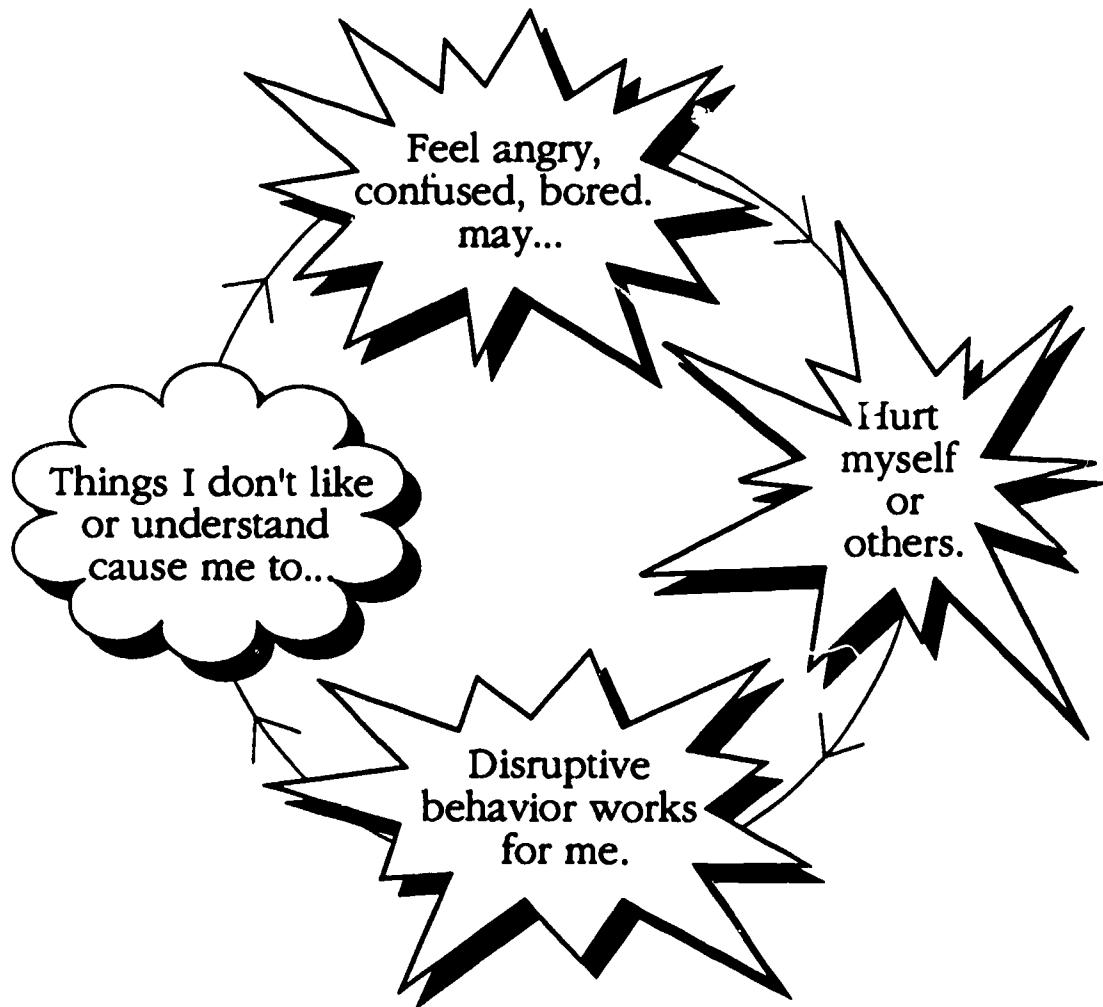 Feel angry,
confused, bored.
may...
Hurt
myself
or
others.
Disruptive
behavior works
for me.
Things I don't like
or understand
cause me to...